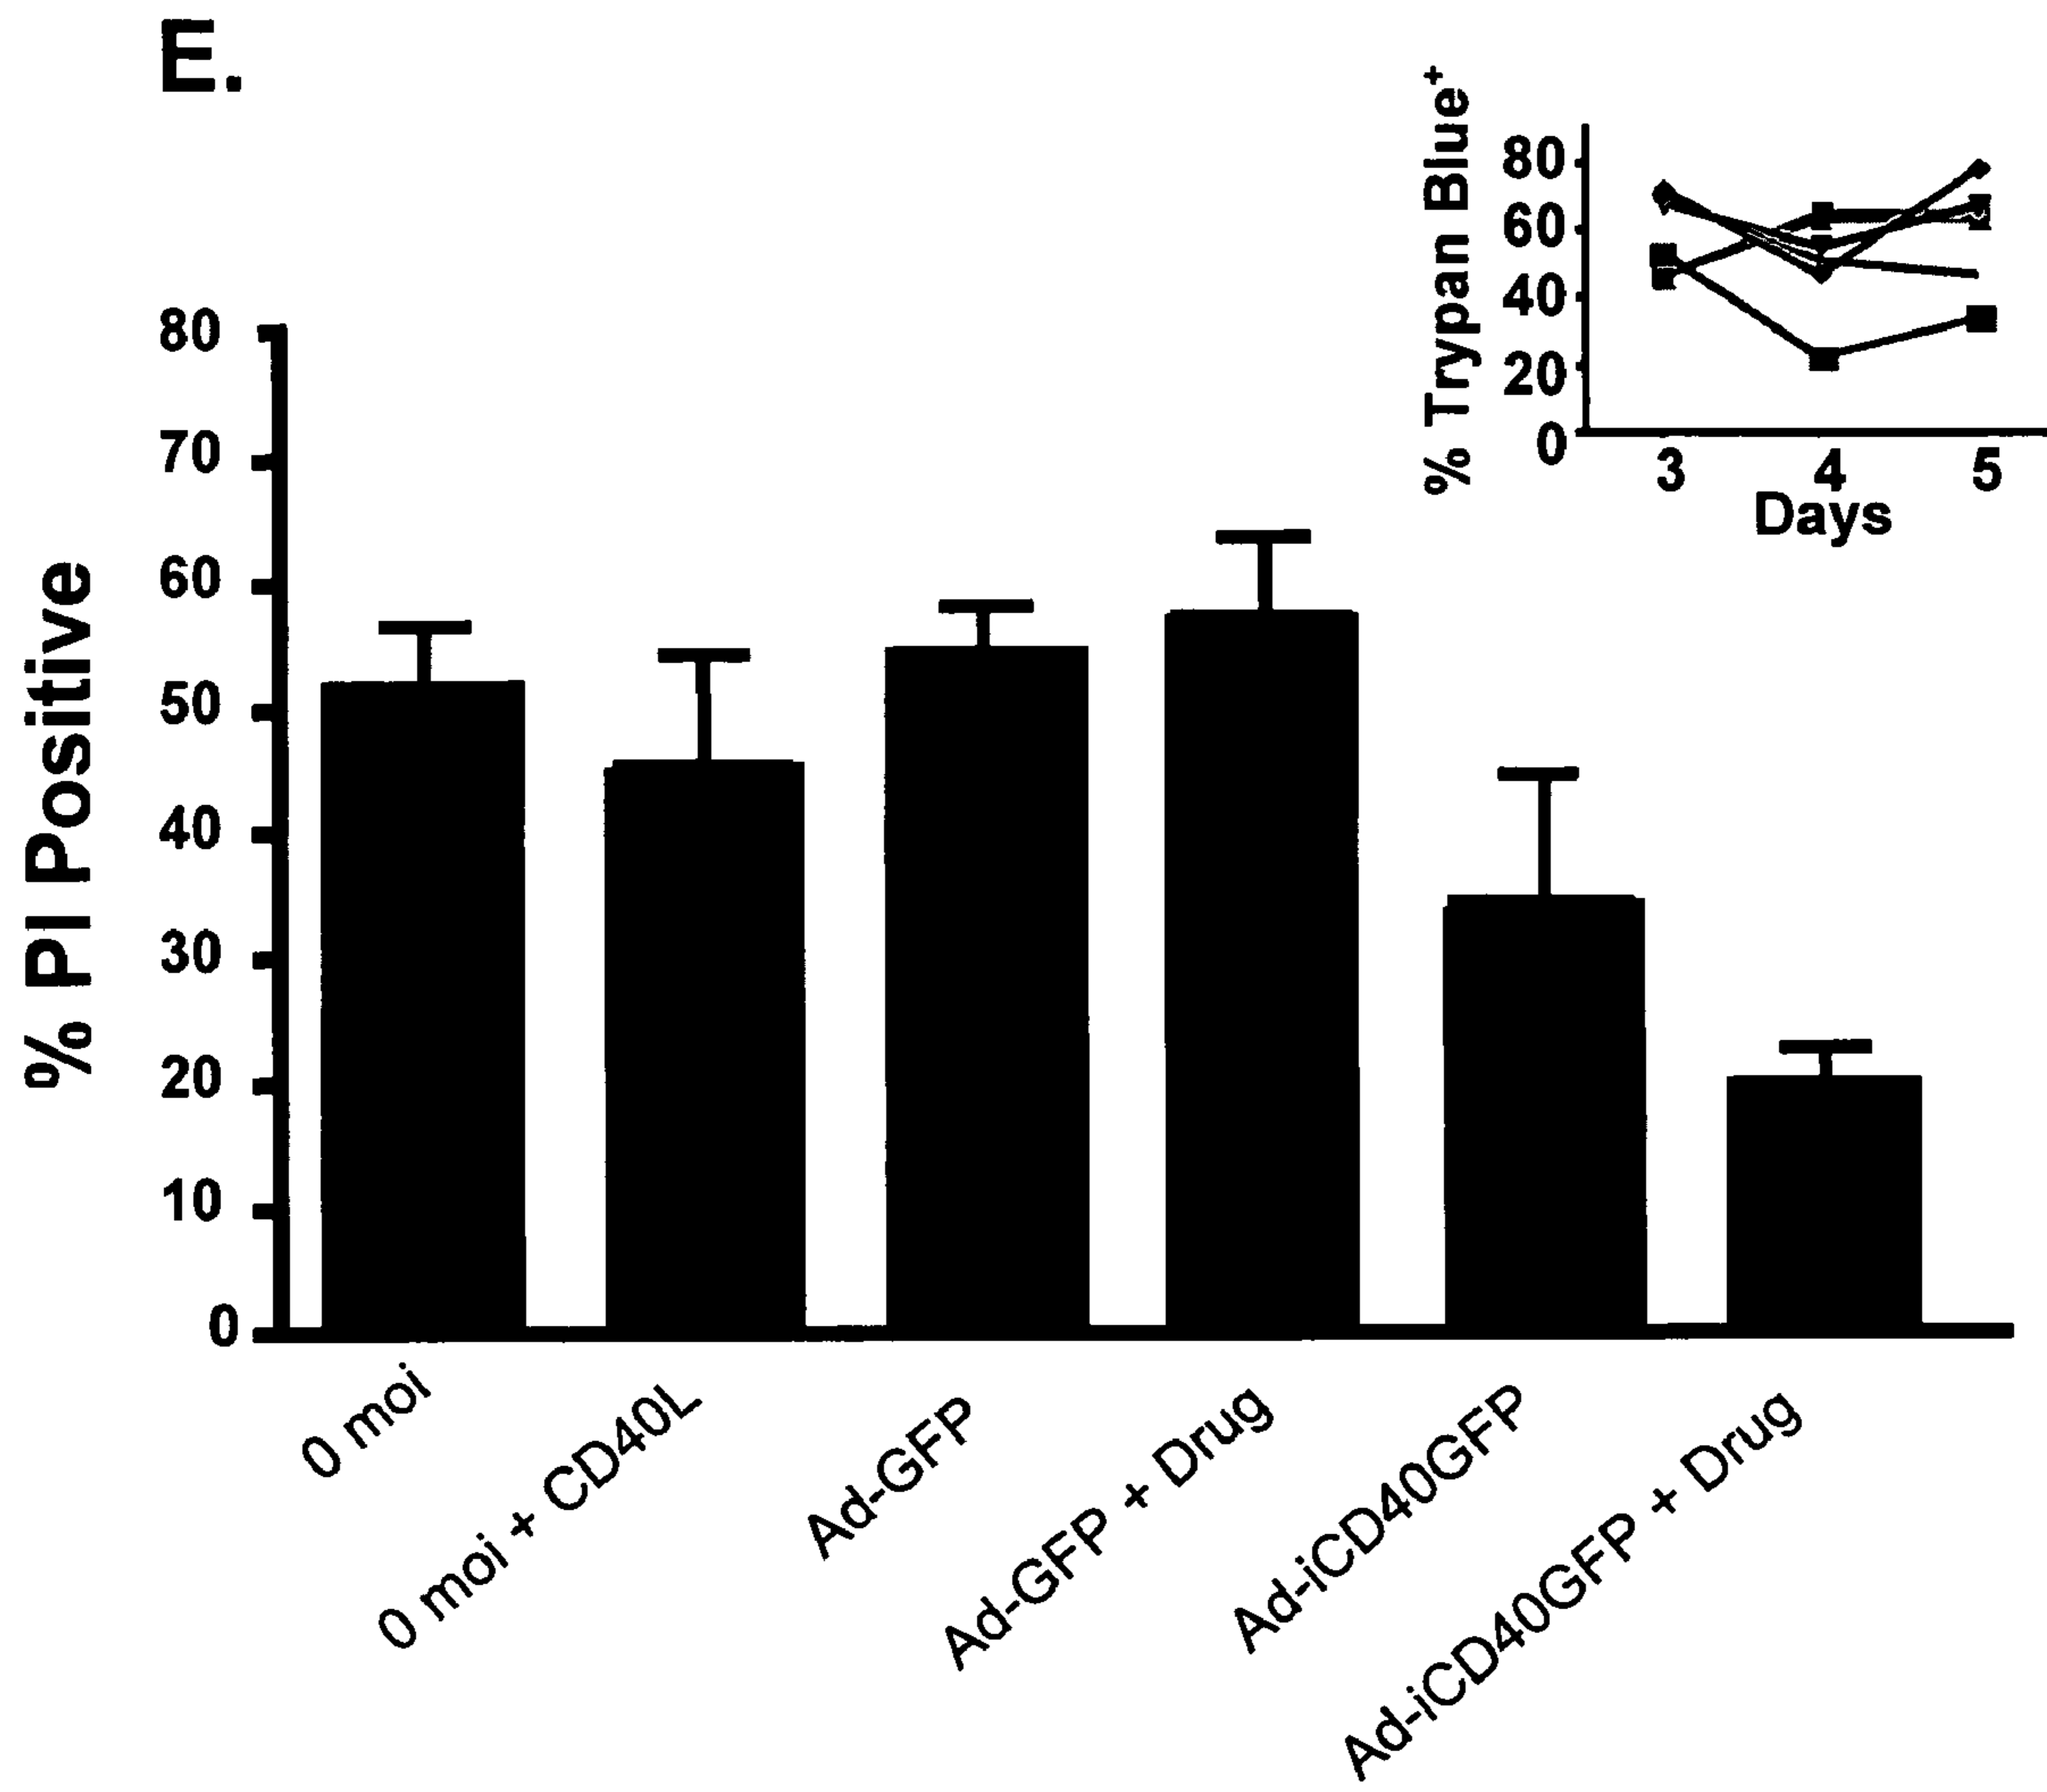 E.
% Trypan Blue⁺
80
60
40
20
0
3 4 5
Days
% PI Positive
80
70
60
50
40
30
20
10
0
0 moi
0 moi + CD40L
Ad-GFP
Ad-GFP + Drug
Ad-iCD40GFP
Ad-iCD40GFP + Drug